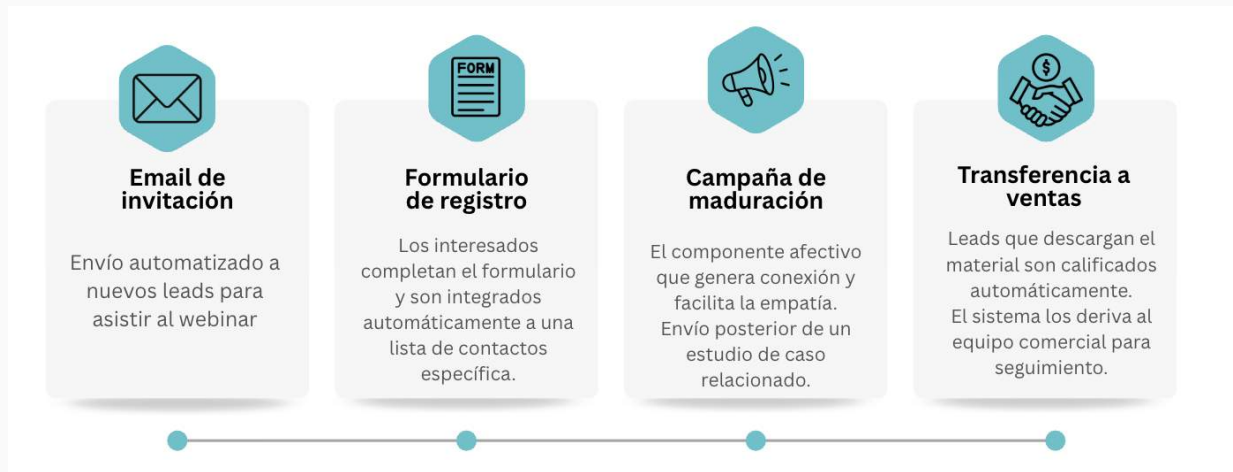 FORM
Email de
invitación
Envío automatizado a
nuevos leads para
asistir al webinar
Formulario
de registro
Los interesados
completan el formulario
y son integrados
automáticamente a una
lista de contactos
específica.
Campaña de
maduración
El componente afectivo
que genera conexión y
facilita la empatía.
Envío posterior de un
estudio de caso
relacionado.
$
Transferencia a
ventas
Leads que descargan el
material son calificados
automáticamente.
El sistema los deriva al
equipo comercial para
seguimiento.